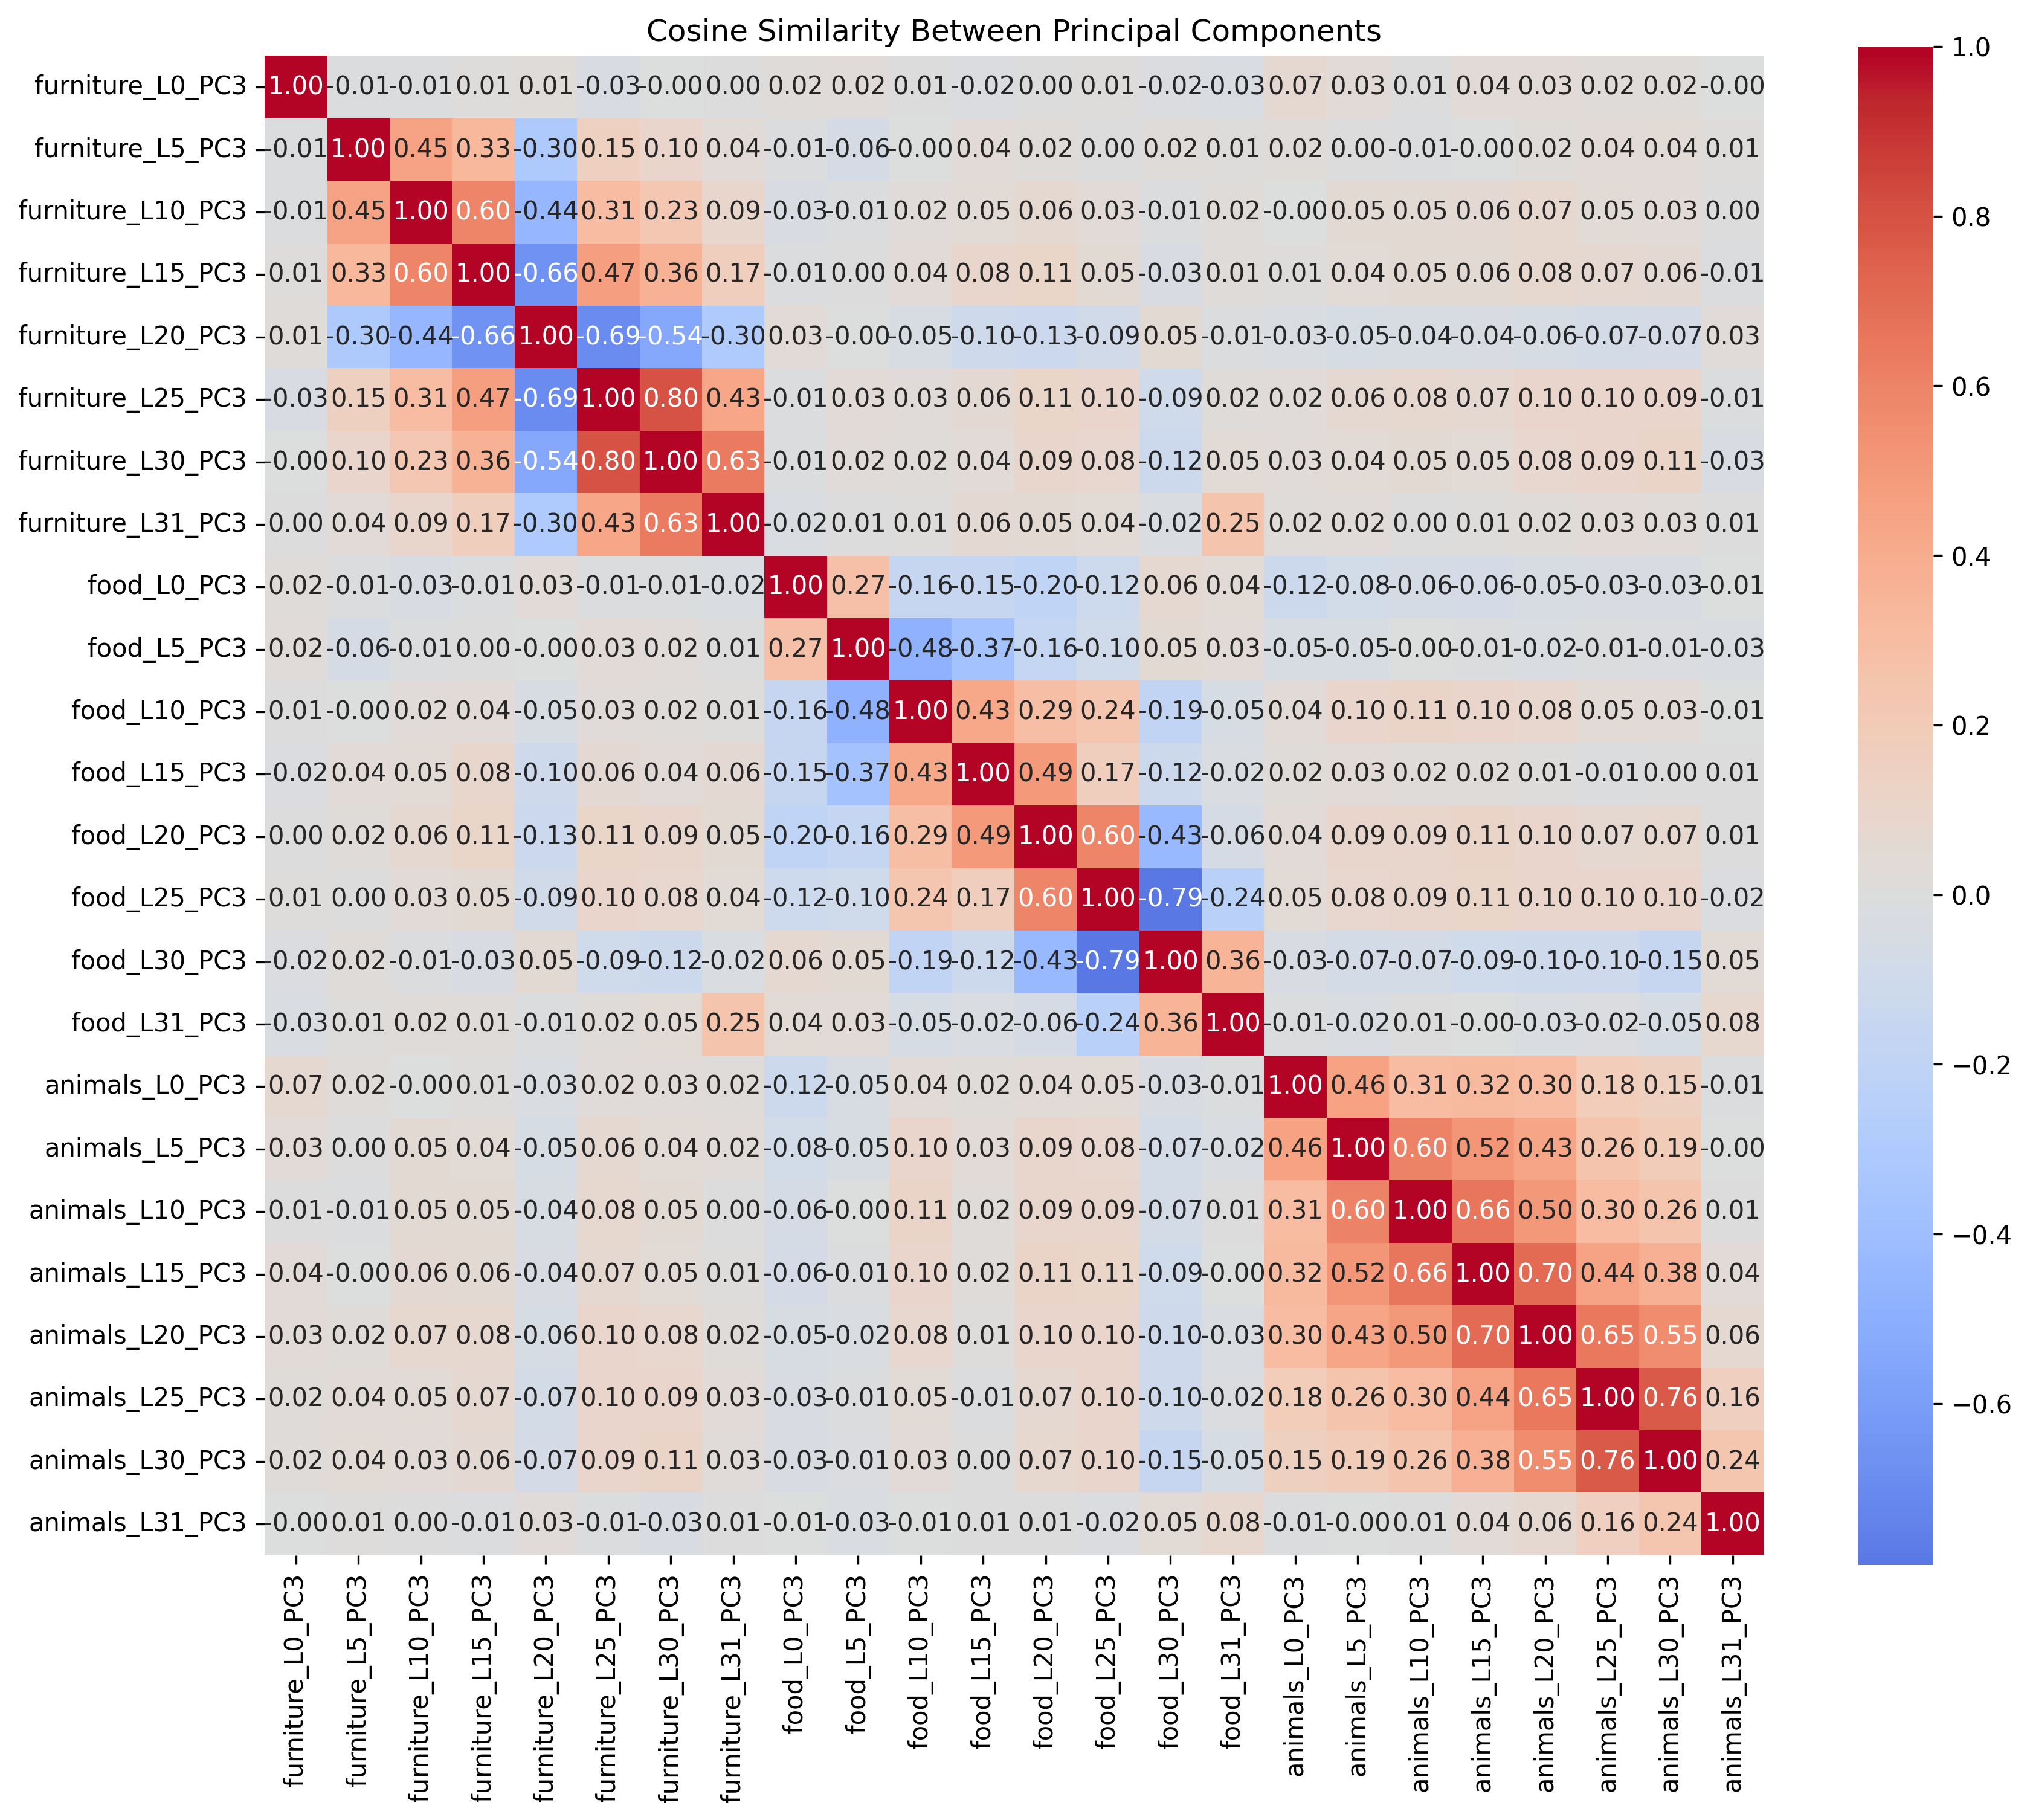 Cosine Similarity Between Principal Components
furniture_L0_PC3 1.00 -0.01 -0.01 0.01 0.01 -0.03 -0.00 0.00 0.02 0.02 0.01 -0.02 0.00 0.01 -0.02 -0.03 0.07 0.03 0.01 0.04 0.03 0.02 0.02 -0.00
furniture_L5_PC3 -0.01 1.00 0.45 0.33 -0.30 0.15 0.10 0.04 -0.01 -0.06 -0.00 0.04 0.02 0.00 0.02 0.01 0.02 0.00 -0.01 -0.00 0.02 0.04 0.04 0.01
furniture_L10_PC3 -0.01 0.45 1.00 0.60 -0.44 0.31 0.23 0.09 -0.03 -0.01 0.02 0.05 0.06 0.03 -0.01 0.02 -0.00 0.05 0.05 0.06 0.07 0.05 0.03 0.00
furniture_L15_PC3 0.01 0.33 0.60 1.00 -0.66 0.47 0.36 0.17 -0.01 0.00 0.04 0.08 0.11 0.05 -0.03 0.01 0.01 0.04 0.05 0.06 0.08 0.07 0.06 -0.01
furniture_L20_PC3 0.01 -0.30 -0.44 -0.66 1.00 -0.69 -0.54 -0.30 0.03 -0.00 -0.05 -0.10 -0.13 -0.09 0.05 -0.01 -0.03 -0.05 -0.04 -0.04 -0.06 -0.07 -0.07 0.03
furniture_L25_PC3 -0.03 0.15 0.31 0.47 -0.69 1.00 0.80 0.43 -0.01 0.03 0.03 0.06 0.11 0.10 -0.09 0.02 0.02 0.06 0.08 0.07 0.10 0.10 0.09 -0.01
furniture_L30_PC3 -0.00 0.10 0.23 0.36 -0.54 0.80 1.00 0.63 -0.01 0.02 0.02 0.04 0.09 0.08 -0.12 0.05 0.03 0.04 0.05 0.05 0.08 0.09 0.11 -0.03
furniture_L31_PC3 0.00 0.04 0.09 0.17 -0.30 0.43 0.63 1.00 -0.02 0.01 0.01 0.06 0.05 0.04 -0.02 0.25 0.02 0.02 0.00 0.01 0.02 0.03 0.03 0.01
food_L0_PC3 0.02 -0.01 -0.03 -0.01 0.03 -0.01 -0.01 -0.02 1.00 0.27 -0.16 -0.15 -0.20 -0.12 0.06 0.04 -0.12 -0.08 -0.06 -0.06 -0.05 -0.03 -0.03 -0.01
food_L5_PC3 0.02 -0.06 -0.01 0.00 -0.00 0.03 0.02 0.01 0.27 1.00 -0.48 -0.37 -0.16 -0.10 0.05 0.03 -0.05 -0.05 -0.00 -0.01 -0.02 -0.01 -0.01 -0.03
food_L10_PC3 0.01 -0.00 0.02 0.04 -0.05 0.03 0.02 0.01 -0.16 -0.48 1.00 0.43 0.29 0.24 -0.19 -0.05 0.04 0.10 0.11 0.10 0.08 0.05 0.03 -0.01
food_L15_PC3 -0.02 0.04 0.05 0.08 -0.10 0.06 0.04 0.06 -0.15 -0.37 0.43 1.00 0.49 0.17 -0.12 -0.02 0.02 0.03 0.02 0.02 0.01 -0.01 0.00 0.01
food_L20_PC3 0.00 0.02 0.06 0.11 -0.13 0.11 0.09 0.05 -0.20 -0.16 0.29 0.49 1.00 0.60 -0.43 -0.06 0.04 0.09 0.09 0.11 0.10 0.07 0.07 0.01
food_L25_PC3 0.01 0.00 0.03 0.05 -0.09 0.10 0.08 0.04 -0.12 -0.10 0.24 0.17 0.60 1.00 -0.79 -0.24 0.05 0.08 0.09 0.11 0.10 0.10 0.10 -0.02
food_L30_PC3 -0.02 0.02 -0.01 -0.03 0.05 -0.09 -0.12 -0.02 0.06 0.05 -0.19 -0.12 -0.43 -0.79 1.00 0.36 -0.03 -0.07 -0.07 -0.09 -0.10 -0.10 -0.15 0.05
food_L31_PC3 -0.03 0.01 0.02 0.01 -0.01 0.02 0.05 0.25 0.04 0.03 -0.05 -0.02 -0.06 -0.24 0.36 1.00 -0.01 -0.02 0.01 -0.00 -0.03 -0.02 -0.05 0.08
animals_L0_PC3 0.07 0.02 -0.00 0.01 -0.03 0.02 0.03 0.02 -0.12 -0.05 0.04 0.02 0.04 0.05 -0.03 -0.01 1.00 0.46 0.31 0.32 0.30 0.18 0.15 -0.01
animals_L5_PC3 0.03 0.00 0.05 0.04 -0.05 0.06 0.04 0.02 -0.08 -0.05 0.10 0.03 0.09 0.08 -0.07 -0.02 0.46 1.00 0.60 0.52 0.43 0.26 0.19 -0.00
animals_L10_PC3 0.01 -0.01 0.05 0.05 -0.04 0.08 0.05 0.00 -0.06 -0.00 0.11 0.02 0.09 0.09 -0.07 0.01 0.31 0.60 1.00 0.66 0.50 0.30 0.26 0.01
animals_L15_PC3 0.04 -0.00 0.06 0.06 -0.04 0.07 0.05 0.01 -0.06 -0.01 0.10 0.02 0.11 0.11 -0.09 -0.00 0.32 0.52 0.66 1.00 0.70 0.44 0.38 0.04
animals_L20_PC3 0.03 0.02 0.07 0.08 -0.06 0.10 0.08 0.02 -0.05 -0.02 0.08 0.01 0.10 0.10 -0.10 -0.03 0.30 0.43 0.50 0.70 1.00 0.65 0.55 0.06
animals_L25_PC3 0.02 0.04 0.05 0.07 -0.07 0.10 0.09 0.03 -0.03 -0.01 0.05 -0.01 0.07 0.10 -0.10 -0.02 0.18 0.26 0.30 0.44 0.65 1.00 0.76 0.16
animals_L30_PC3 0.02 0.04 0.03 0.06 -0.07 0.09 0.11 0.03 -0.03 -0.01 0.03 0.00 0.07 0.10 -0.15 -0.05 0.15 0.19 0.26 0.38 0.55 0.76 1.00 0.24
animals_L31_PC3 -0.00 0.01 0.00 -0.01 0.03 -0.01 -0.03 0.01 -0.01 -0.03 -0.01 0.01 0.01 -0.02 0.05 0.08 -0.01 -0.00 0.01 0.04 0.06 0.16 0.24 1.00
furniture_L0_PC3
furniture_L5_PC3
furniture_L10_PC3
furniture_L15_PC3
furniture_L20_PC3
furniture_L25_PC3
furniture_L30_PC3
furniture_L31_PC3
food_L0_PC3
food_L5_PC3
food_L10_PC3
food_L15_PC3
food_L20_PC3
food_L25_PC3
food_L30_PC3
food_L31_PC3
animals_L0_PC3
animals_L5_PC3
animals_L10_PC3
animals_L15_PC3
animals_L20_PC3
animals_L25_PC3
animals_L30_PC3
animals_L31_PC3
1.0
0.8
0.6
0.4
0.2
0.0
−0.2
−0.4
−0.6